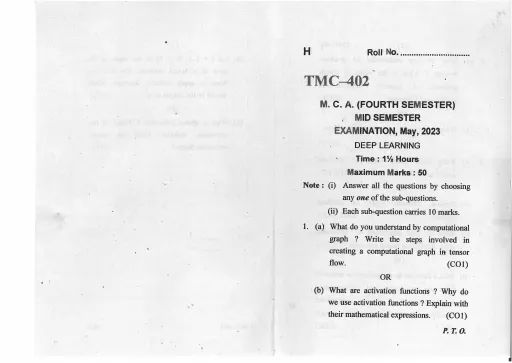 H Roll No. ..............................
TMC–402
M. C. A. (FOURTH SEMESTER)
MID SEMESTER
EXAMINATION, May, 2023
DEEP LEARNING
Time : 1½ Hours
Maximum Marks : 50
Note : (i) Answer all the questions by choosing
any one of the sub-questions.
(ii) Each sub-question carries 10 marks.
1. (a) What do you understand by computational
graph ? Write the steps involved in
creating a computational graph in tensor
flow. (CO1)
OR
(b) What are activation functions ? Why do
we use activation functions ? Explain with
their mathematical expressions. (CO1)
P. T. O.